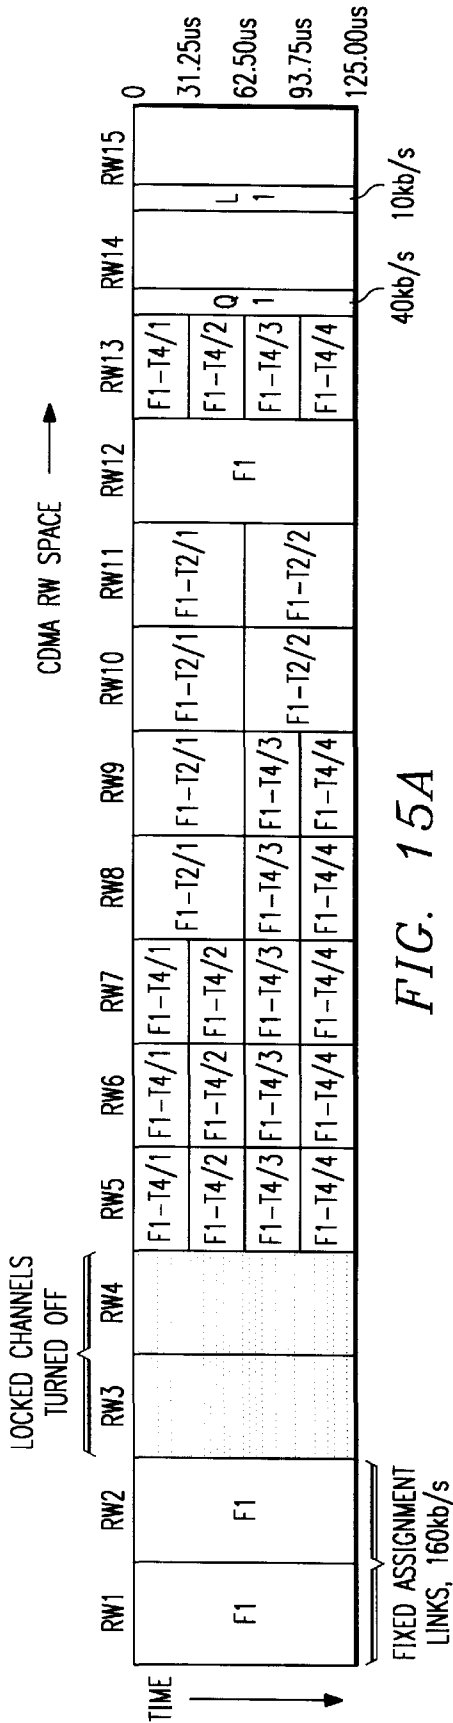 CDMA RW SPACE
LOCKED CHANNELS
TURNED OFF
RW1 RW2 RW3 RW4 RW5 RW6 RW7 RW8 RW9 RW10 RW11 RW12 RW13 RW14 RW15
TIME
0
31.25us
62.50us
93.75us
125.00us
F1
F1
F1-T4/1
F1-T4/2
F1-T4/3
F1-T4/4
F1-T4/1
F1-T4/2
F1-T4/3
F1-T4/4
F1-T4/1
F1-T4/2
F1-T4/3
F1-T4/4
F1-T2/1
F1-T4/3
F1-T4/4
F1-T2/1
F1-T4/3
F1-T4/4
F1-T2/1
F1-T2/2
F1-T2/1
F1-T2/2
F1
F1-T4/1
F1-T4/2
F1-T4/3
F1-T4/4
Q
1
L
1
FIXED ASSIGNMENT
LINKS, 160kb/s
40kb/s
10kb/s
FIG. 15A